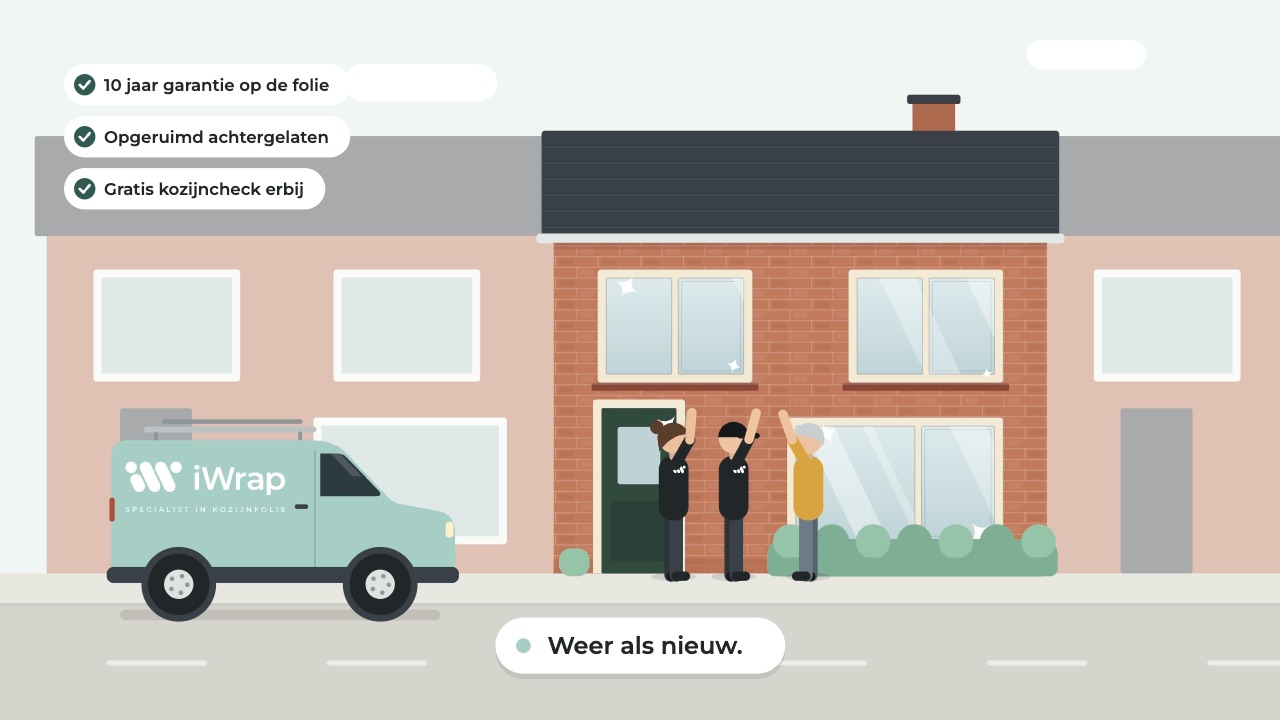 10 jaar garantie op de folie
Opgeruimd achtergelaten
Gratis kozijncheck erbij
iWrap
SPECIALIST IN KOZIJNFOLIE
Weer als nieuw.